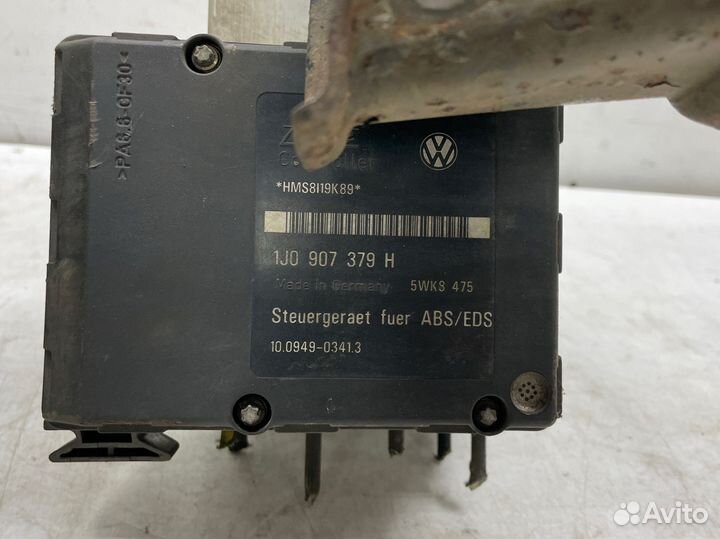 >PA6.6-GF30<
*HMS8I19K89*
1J0 907 379 H
Made in Germany 5WK8 475
Steuergeraet fuer ABS/EDS
10.0949-0341.3
Avito